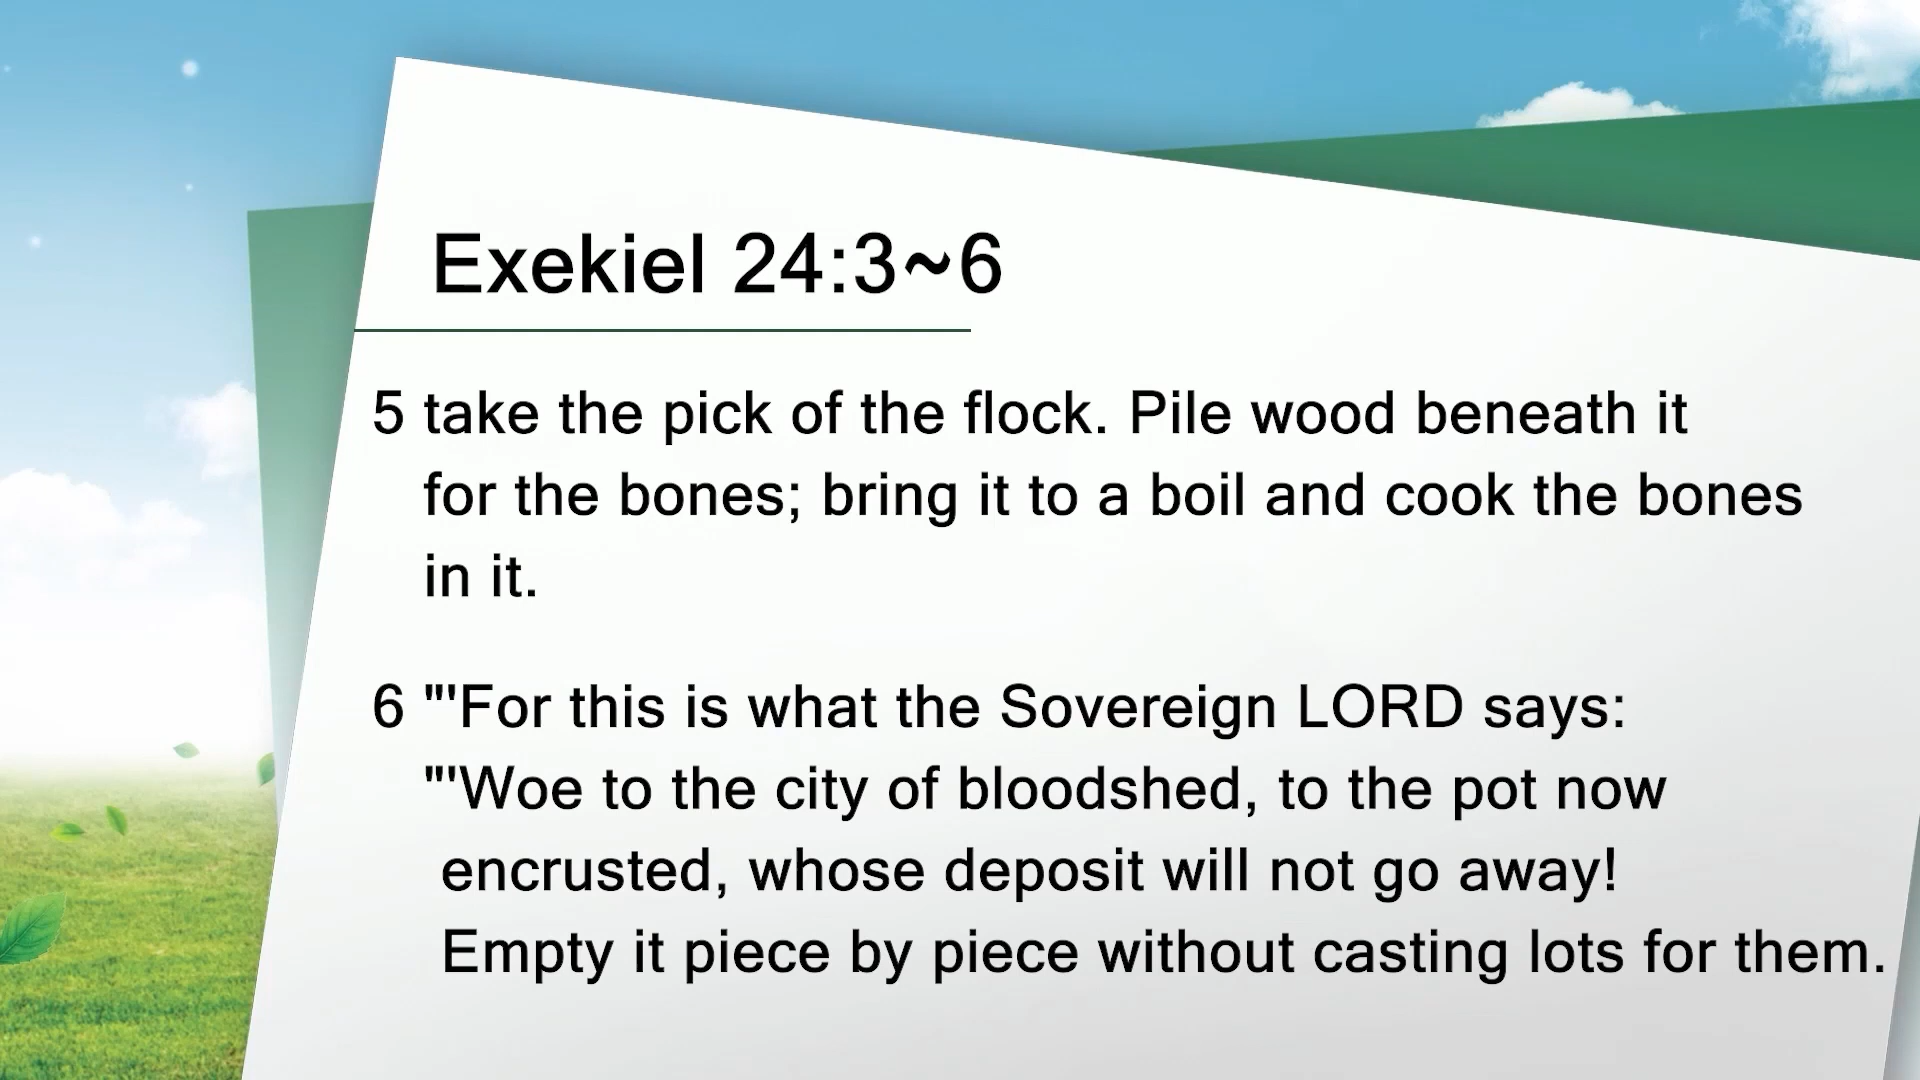 Exekiel 24:3~6
5 take the pick of the flock. Pile wood beneath it
for the bones; bring it to a boil and cook the bones
in it.
6 "'For this is what the Sovereign LORD says:
"'Woe to the city of bloodshed, to the pot now
encrusted, whose deposit will not go away!
Empty it piece by piece without casting lots for them.